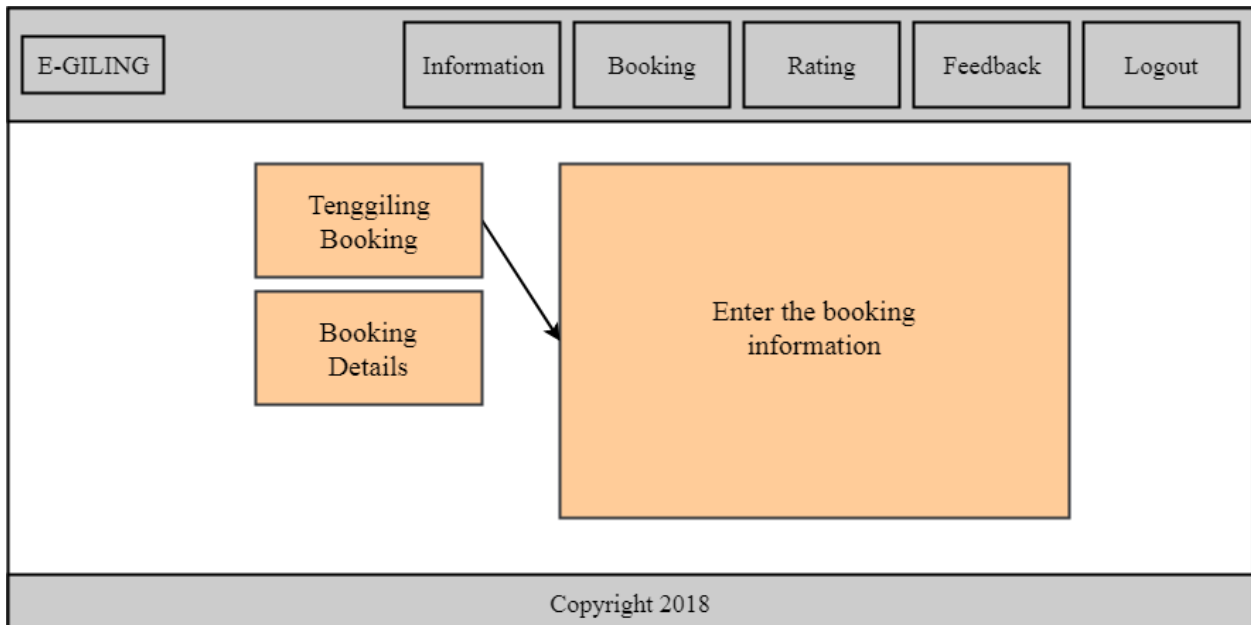 E-GILING
Information
Booking
Rating
Feedback
Logout
Tenggiling
Booking
Booking
Details
Enter the booking
information
Copyright 2018